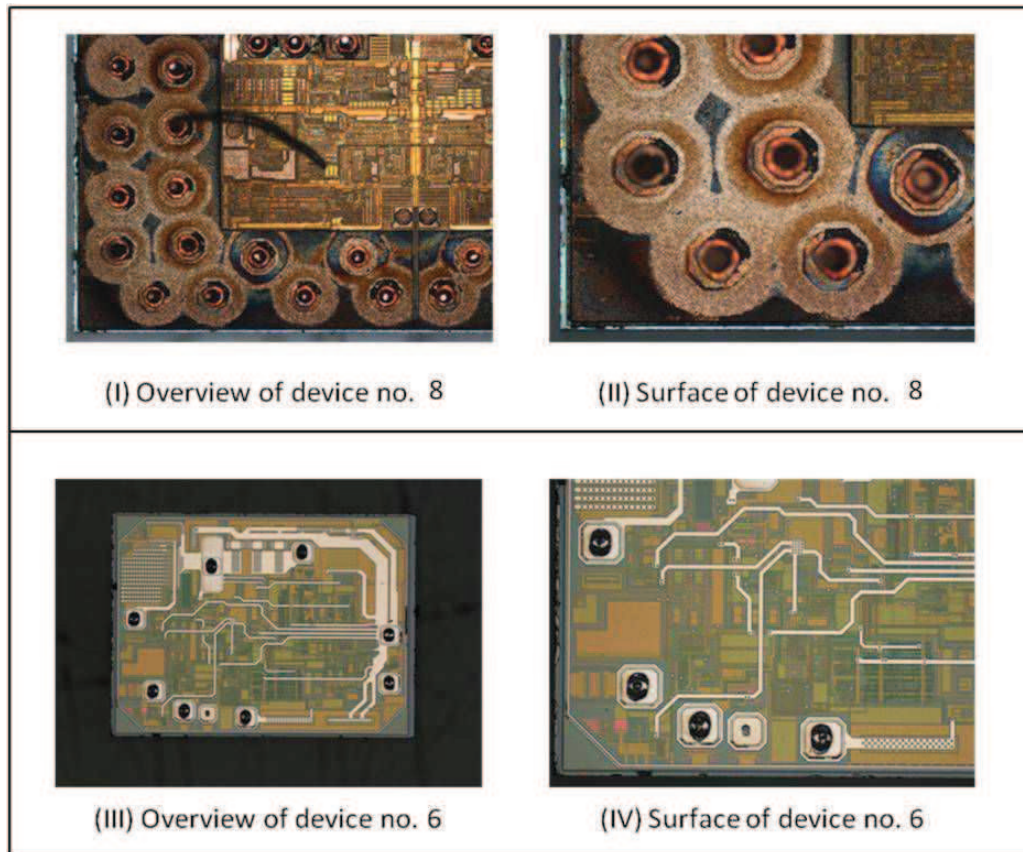 (I) Overview of device no. 8
(II) Surface of device no. 8
(III) Overview of device no. 6
(IV) Surface of device no. 6